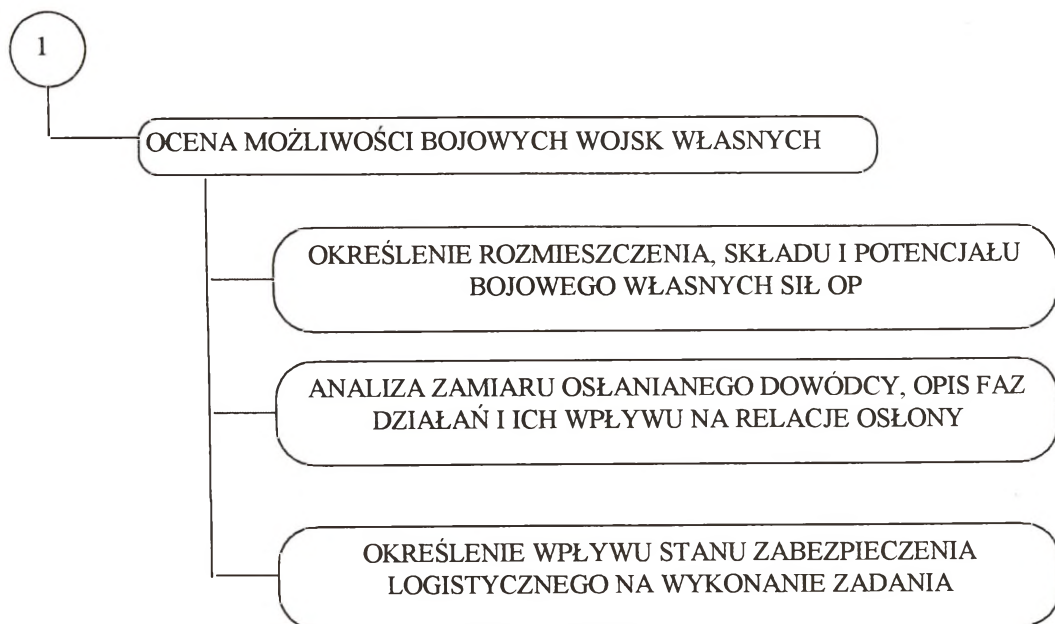 1
OCENA MOŻLIWOŚCI BOJOWYCH WOJSK WŁASNYCH
OKREŚLENIE ROZMIESZCZENIA, SKŁADU I POTENCJAŁU
BOJOWEGO WŁASNYCH SIŁ OP
ANALIZA ZAMIARU OSŁANIANEGO DOWÓDCY, OPIS FAZ
DZIAŁAŃ I ICH WPŁYWU NA RELACJE OSŁONY
OKREŚLENIE WPŁYWU STANU ZABEZPIECZENIA
LOGISTYCZNEGO NA WYKONANIE ZADANIA